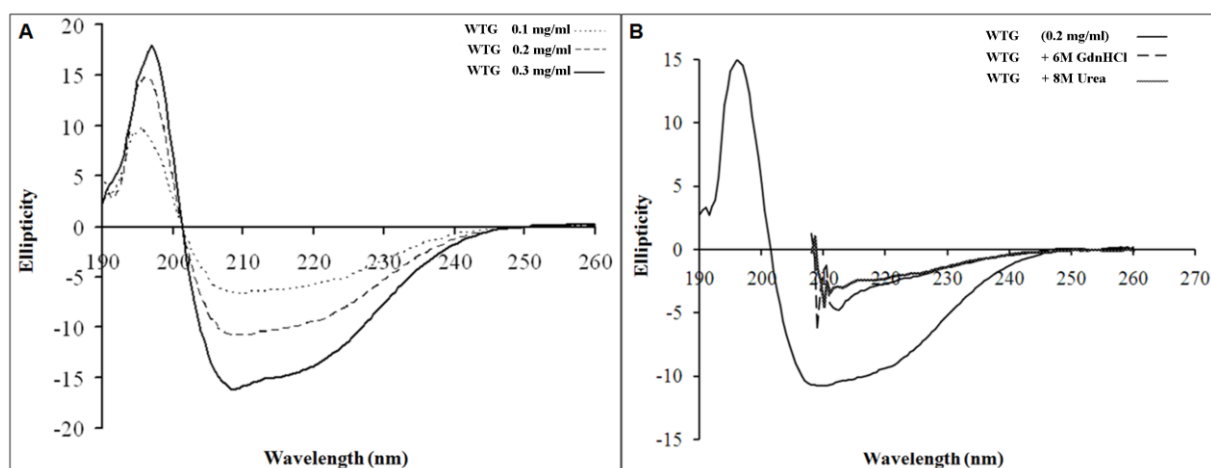 A
WTG 0.1 mg/ml
WTG 0.2 mg/ml
WTG 0.3 mg/ml
20
15
10
5
0
-5
-10
-15
-20
190 200 210 220 230 240 250 260
Ellipticity
Wavelength (nm)
B
WTG (0.2 mg/ml)
WTG + 6M GdnHCl
WTG + 8M Urea
15
10
5
0
-5
-10
-15
190 200 210 220 230 240 250 260 270
Ellipticity
Wavelength (nm)